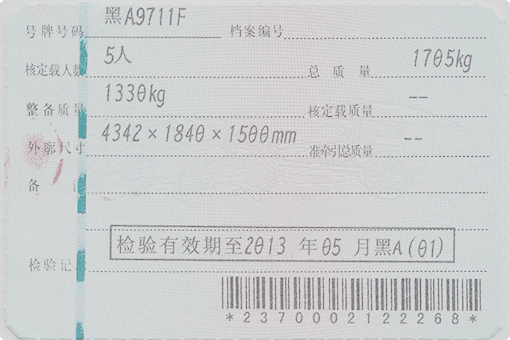 号牌号码 黑A9711F 档案编号
核定载人数 5人 总质量 1705kg
整备质量 1330kg 核定载质量 --
外廓尺寸 4342×1840×1500mm 准牵引总质量 --
备
检验记 检验有效期至2013 年05 月黑A(01)
*2370002122268*